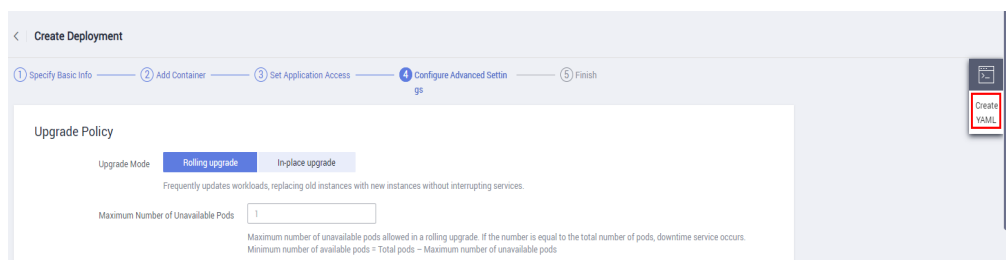 Create Deployment
1 Specify Basic Info 2 Add Container 3 Set Application Access 4 Configure Advanced Settin 5 Finish
gs
Create
YAML
Upgrade Policy
Upgrade Mode Rolling upgrade In-place upgrade
Frequently updates workloads, replacing old instances with new instances without interrupting services.
Maximum Number of Unavailable Pods 1
Maximum number of unavailable pods allowed in a rolling upgrade. If the number is equal to the total number of pods, downtime service occurs.
Minimum number of available pods = Total pods − Maximum number of unavailable pods